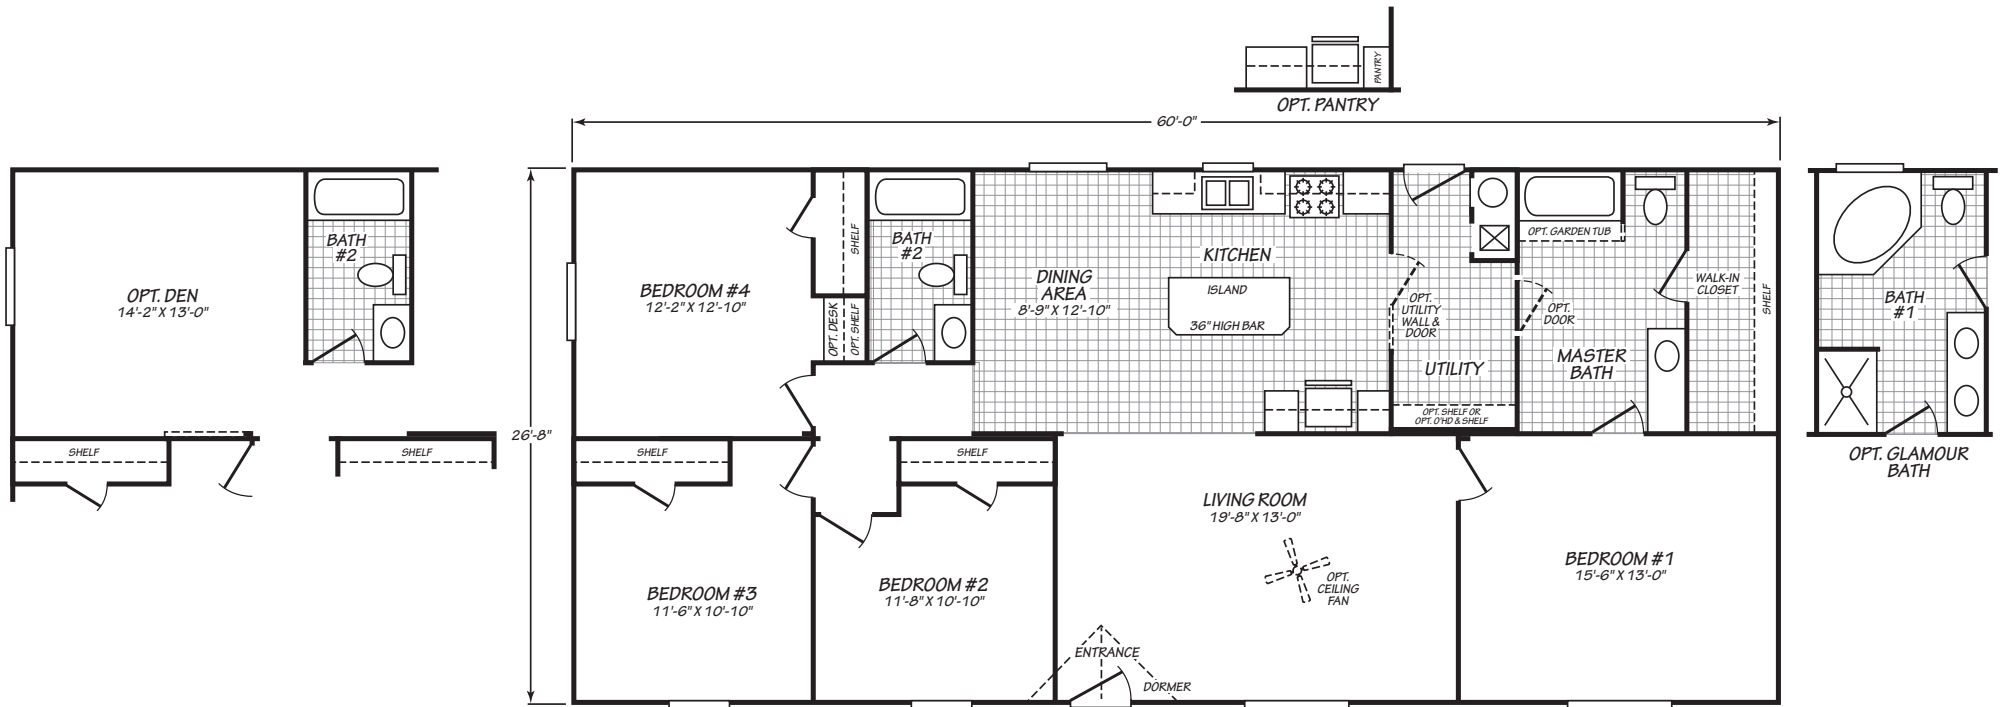 PANTRY
OPT. PANTRY
60'-0"
OPT. DEN
14'-2" X 13'-0"
BATH
#2
SHELF
SHELF
26'-8"
BEDROOM #4
12'-2" X 12'-10"
SHELF
OPT. DESK
OPT. SHELF
BATH
#2
DINING
AREA
8'-9" X 12'-10"
KITCHEN
ISLAND
36" HIGH BAR
OPT.
UTILITY
WALL &
DOOR
UTILITY
OPT. SHELF OR
OPT. O'HD & SHELF
OPT. GARDEN TUB
OPT.
DOOR
MASTER
BATH
WALK-IN
CLOSET
SHELF
BATH
#1
OPT. GLAMOUR
BATH
SHELF
SHELF
BEDROOM #3
11'-6" X 10'-10"
BEDROOM #2
11'-8" X 10'-10"
LIVING ROOM
19'-8" X 13'-0"
OPT.
CEILING
FAN
ENTRANCE
DORMER
BEDROOM #1
15'-6" X 13'-0"